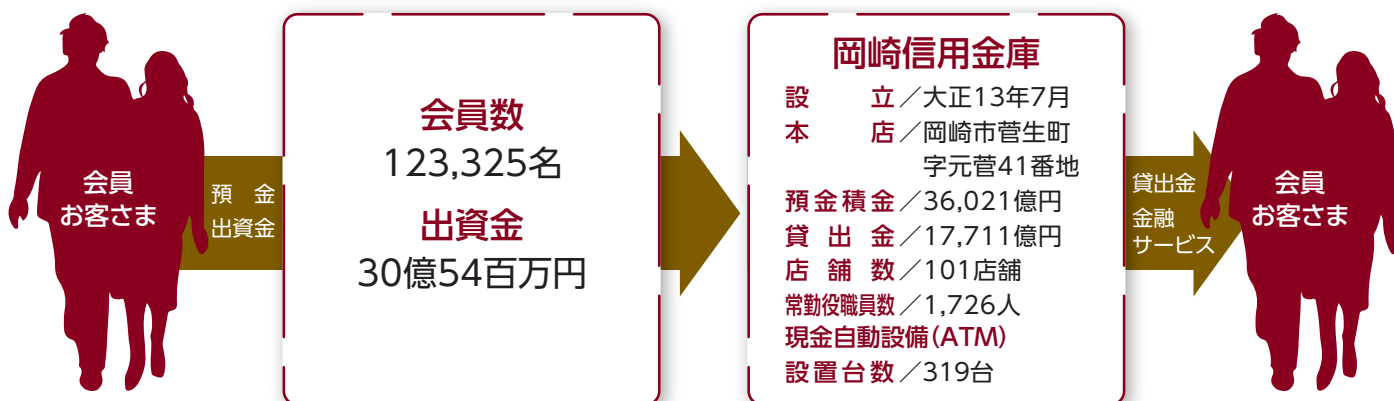 会員
お客さま
預 金
出資金
会員数
123,325名
出資金
30億54百万円
岡崎信用金庫
設 立／大正13年7月
本 店／岡崎市菅生町
字元菅41番地
預金積金／36,021億円
貸 出 金／17,711億円
店 舗 数／101店舗
常勤役職員数／1,726人
現金自動設備(ATM)
設置台数／319台
貸出金
金融
サービス
会員
お客さま